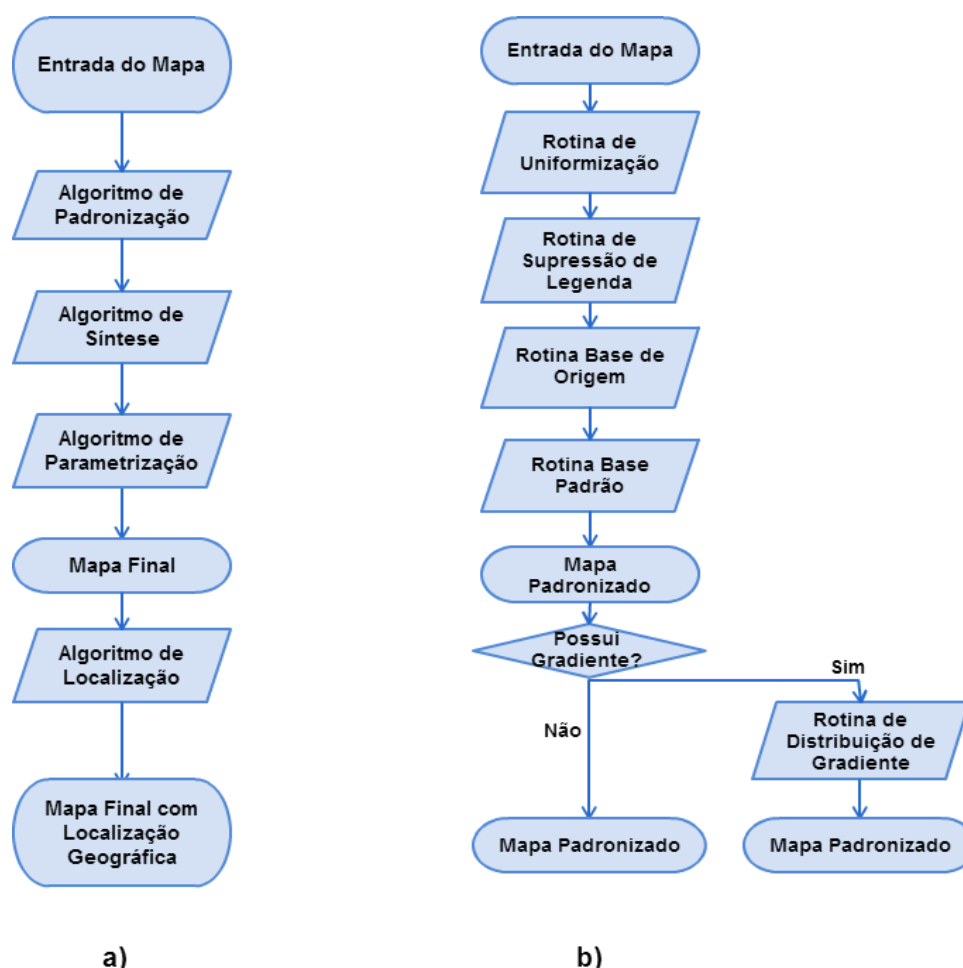 Entrada do Mapa
Algoritmo de
Padronização
Algoritmo de
Síntese
Algoritmo de
Parametrização
Mapa Final
Algoritmo de
Localização
Mapa Final com
Localização
Geográfica
a)
Entrada do Mapa
Rotina de
Uniformização
Rotina de
Supressão de
Legenda
Rotina Base de
Origem
Rotina Base
Padrão
Mapa
Padronizado
Possui
Gradiente?
Sim
Não
Rotina de
Distribuição de
Gradiente
Mapa Padronizado
Mapa Padronizado
b)